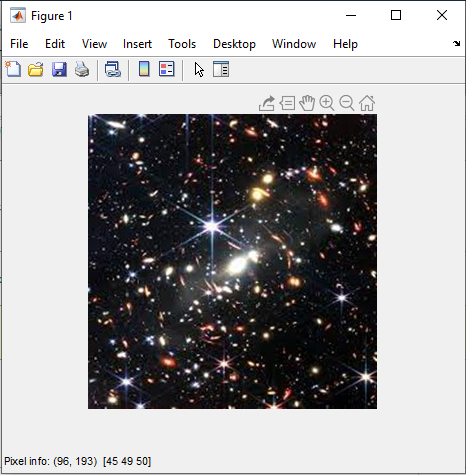 Figure 1
File Edit View Insert Tools Desktop Window Help
Pixel info: (96, 193) [45 49 50]